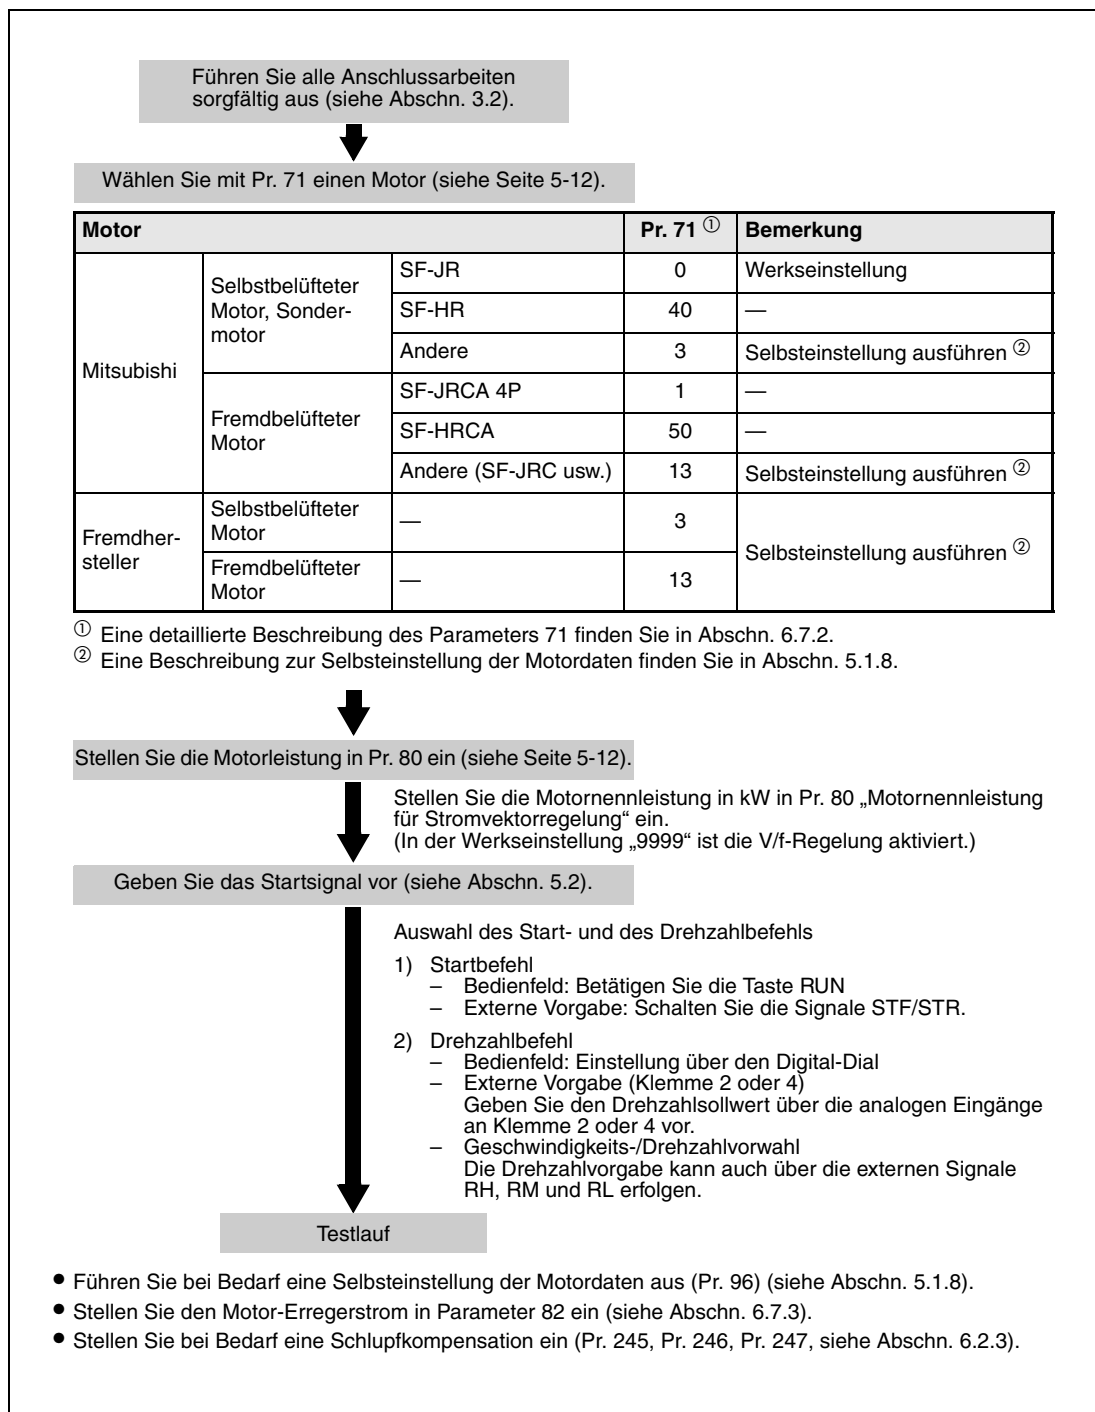 Führen Sie alle Anschlussarbeiten
sorgfältig aus (siehe Abschn. 3.2).
Wählen Sie mit Pr. 71 einen Motor (siehe Seite 5-12).
Motor Pr. 71 ① Bemerkung
Mitsubishi
Selbstbelüfteter
Motor, Sonder-
motor
SF-JR 0 Werkseinstellung
SF-HR 40 —
Andere 3 Selbsteinstellung ausführen ②
Fremdbelüfteter
Motor
SF-JRCA 4P 1 —
SF-HRCA 50 —
Andere (SF-JRC usw.) 13 Selbsteinstellung ausführen ②
Fremdher-
steller
Selbstbelüfteter
Motor
— 3
Selbsteinstellung ausführen ②
Fremdbelüfteter
Motor
— 13
① Eine detaillierte Beschreibung des Parameters 71 finden Sie in Abschn. 6.7.2.
② Eine Beschreibung zur Selbsteinstellung der Motordaten finden Sie in Abschn. 5.1.8.
Stellen Sie die Motorleistung in Pr. 80 ein (siehe Seite 5-12).
Stellen Sie die Motornennleistung in kW in Pr. 80 „Motornennleistung
für Stromvektorregelung“ ein.
(In der Werkseinstellung „9999“ ist die V/f-Regelung aktiviert.)
Geben Sie das Startsignal vor (siehe Abschn. 5.2).
Auswahl des Start- und des Drehzahlbefehls
1) Startbefehl
– Bedienfeld: Betätigen Sie die Taste RUN
– Externe Vorgabe: Schalten Sie die Signale STF/STR.
2) Drehzahlbefehl
– Bedienfeld: Einstellung über den Digital-Dial
– Externe Vorgabe (Klemme 2 oder 4)
Geben Sie den Drehzahlsollwert über die analogen Eingänge
an Klemme 2 oder 4 vor.
– Geschwindigkeits-/Drehzahlvorwahl
Die Drehzahlvorgabe kann auch über die externen Signale
RH, RM und RL erfolgen.
Testlauf
● Führen Sie bei Bedarf eine Selbsteinstellung der Motordaten aus (Pr. 96) (siehe Abschn. 5.1.8).
● Stellen Sie den Motor-Erregerstrom in Parameter 82 ein (siehe Abschn. 6.7.3).
● Stellen Sie bei Bedarf eine Schlupfkompensation ein (Pr. 245, Pr. 246, Pr. 247, siehe Abschn. 6.2.3).